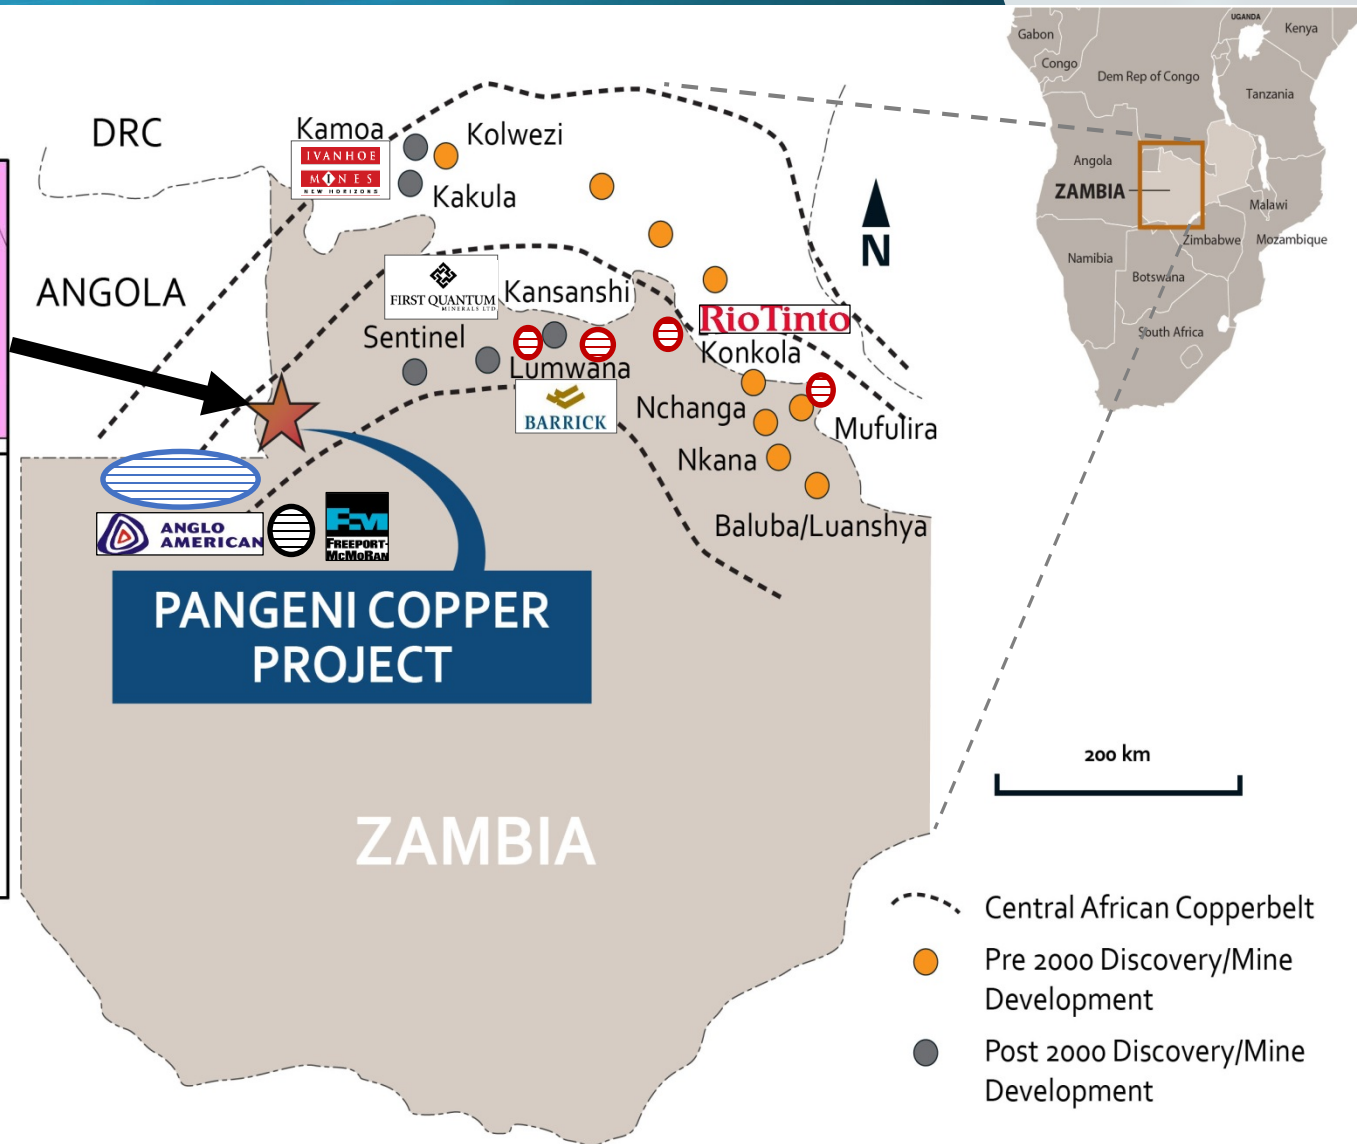 UGANDA
Gabon
Kenya
Congo
Dem Rep of Congo
Tanzania
Angola
ZAMBIA
Malawi
Zimbabwe
Mozambique
Namibia
Botswana
South Africa
DRC
Kamoa
Kolwezi
IVANHOE
MINES
NEW HORIZONS
Kakula
N
ANGOLA
FIRST QUANTUM
MINERALS LTD
Kansanshi
RioTinto
Sentinel
Konkola
Lumwana
BARRICK
Nchanga
Mufulira
Nkana
Baluba/Luanshya
ANGLO
AMERICAN
FMI
FREEPORT-
MCMORAN
PANGENI COPPER
PROJECT
ZAMBIA
200 km
Central African Copperbelt
Pre 2000 Discovery/Mine
Development
Post 2000 Discovery/Mine
Development